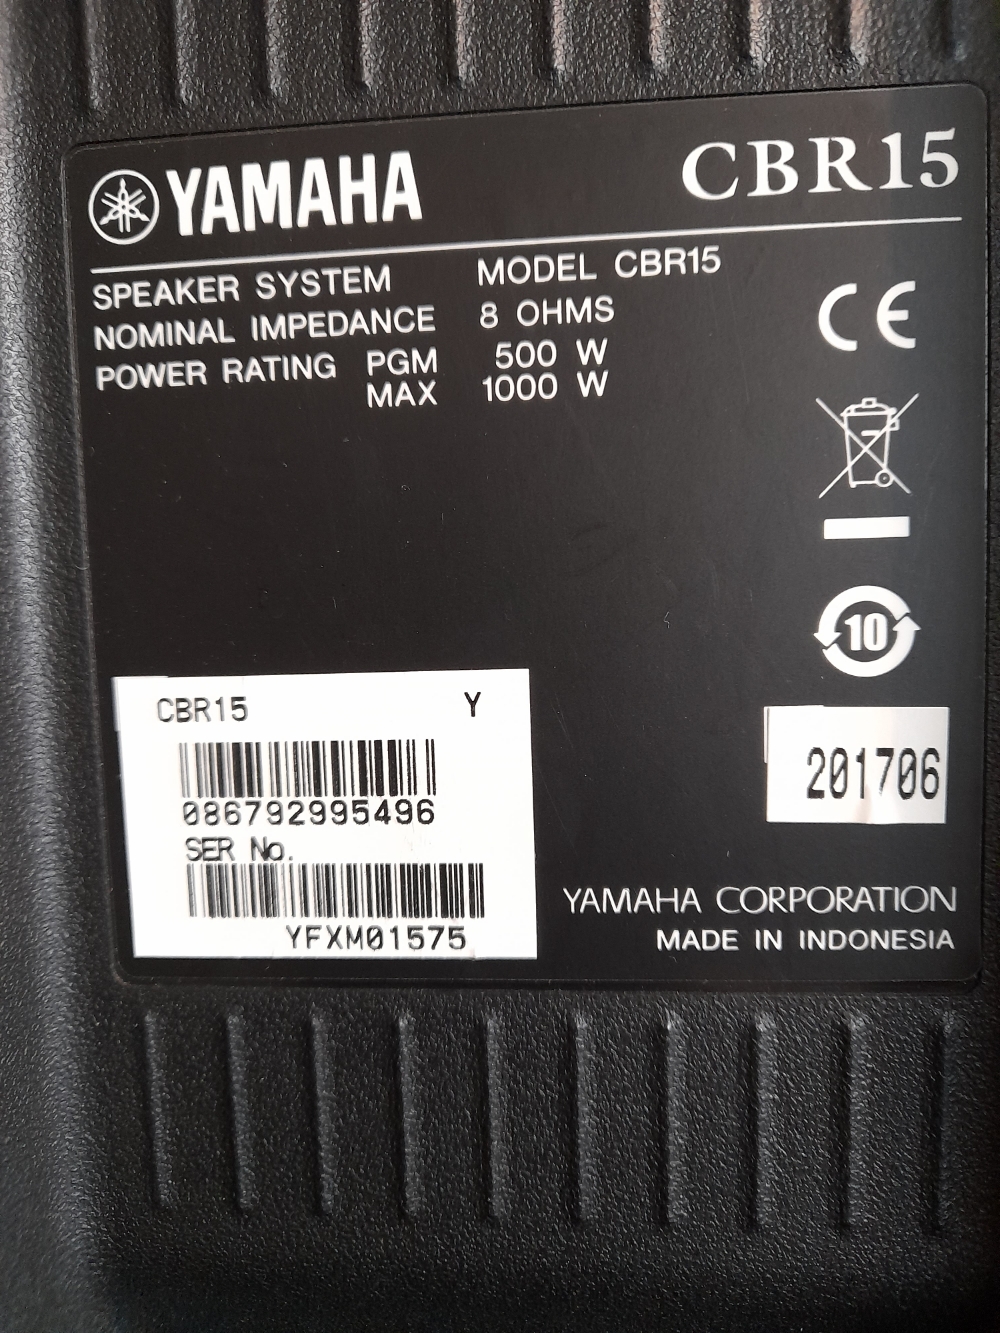 YAMAHA CBR15
SPEAKER SYSTEM MODEL CBR15
NOMINAL IMPEDANCE 8 OHMS
POWER RATING PGM 500 W
MAX 1000 W
CE
10
CBR15 Y
086792995496
SER No.
YFXM01575
201706
YAMAHA CORPORATION
MADE IN INDONESIA